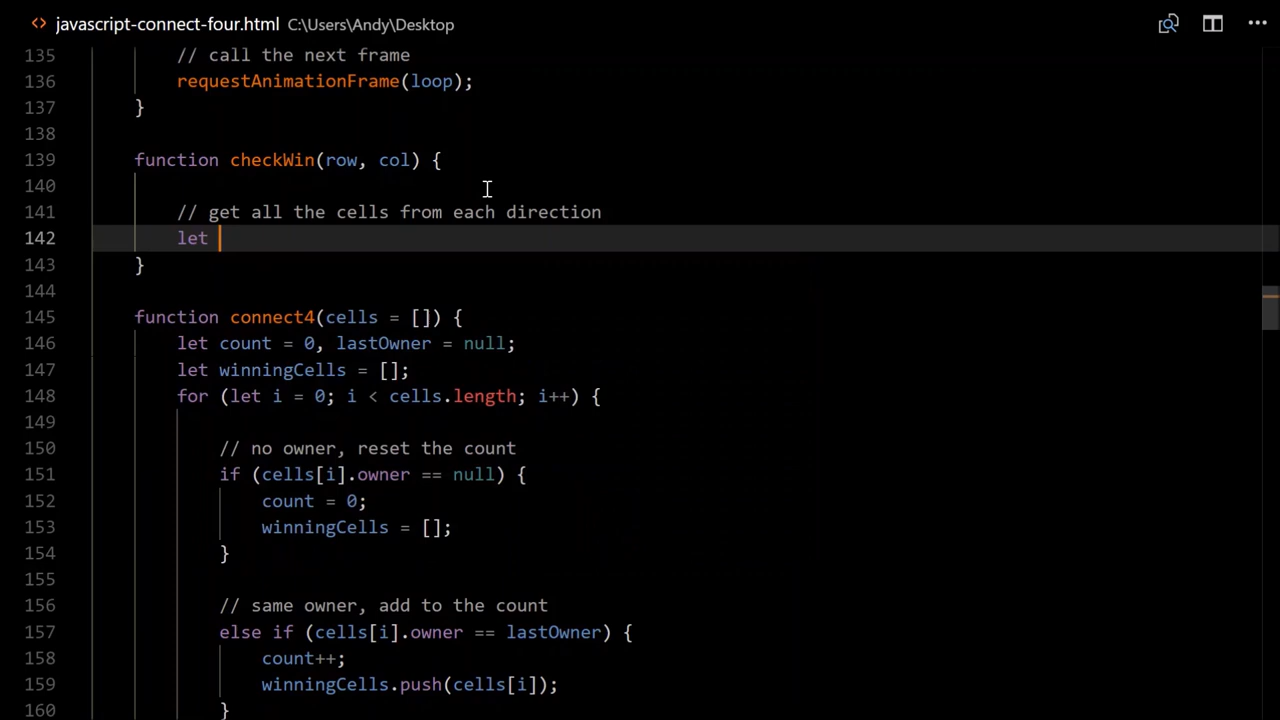 <> javascript-connect-four.html C:\Users\Andy\Desktop
135 // call the next frame
136 requestAnimationFrame(loop);
137 }
138
139 function checkWin(row, col) {
140
141 // get all the cells from each direction
142 let
143 }
144
145 function connect4(cells = []) {
146 let count = 0, lastOwner = null;
147 let winningCells = [];
148 for (let i = 0; i < cells.length; i++) {
149
150 // no owner, reset the count
151 if (cells[i].owner == null) {
152 count = 0;
153 winningCells = [];
154 }
155
156 // same owner, add to the count
157 else if (cells[i].owner == lastOwner) {
158 count++;
159 winningCells.push(cells[i]);
160 }